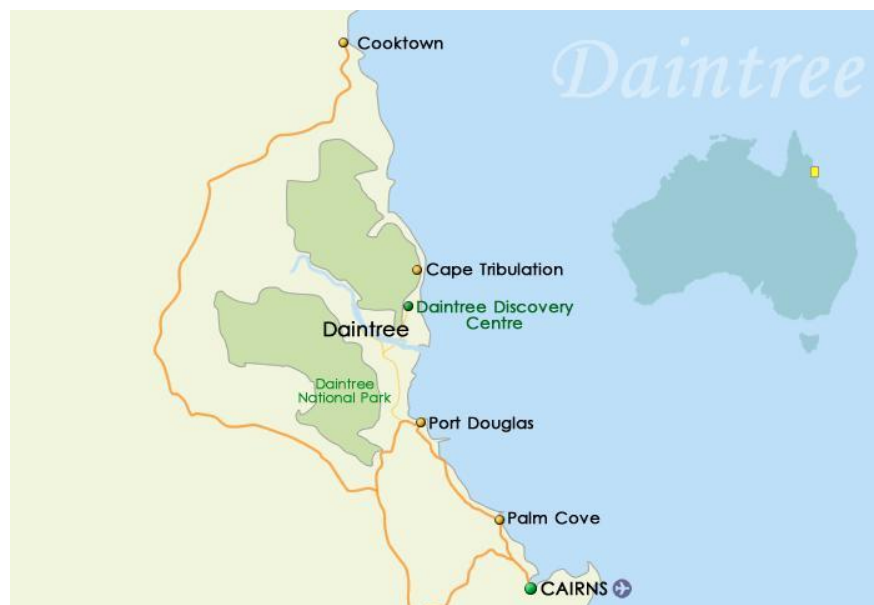 Cooktown
Daintree
Cape Tribulation
Daintree Discovery
Centre
Daintree
Daintree
National Park
Port Douglas
Palm Cove
CAIRNS